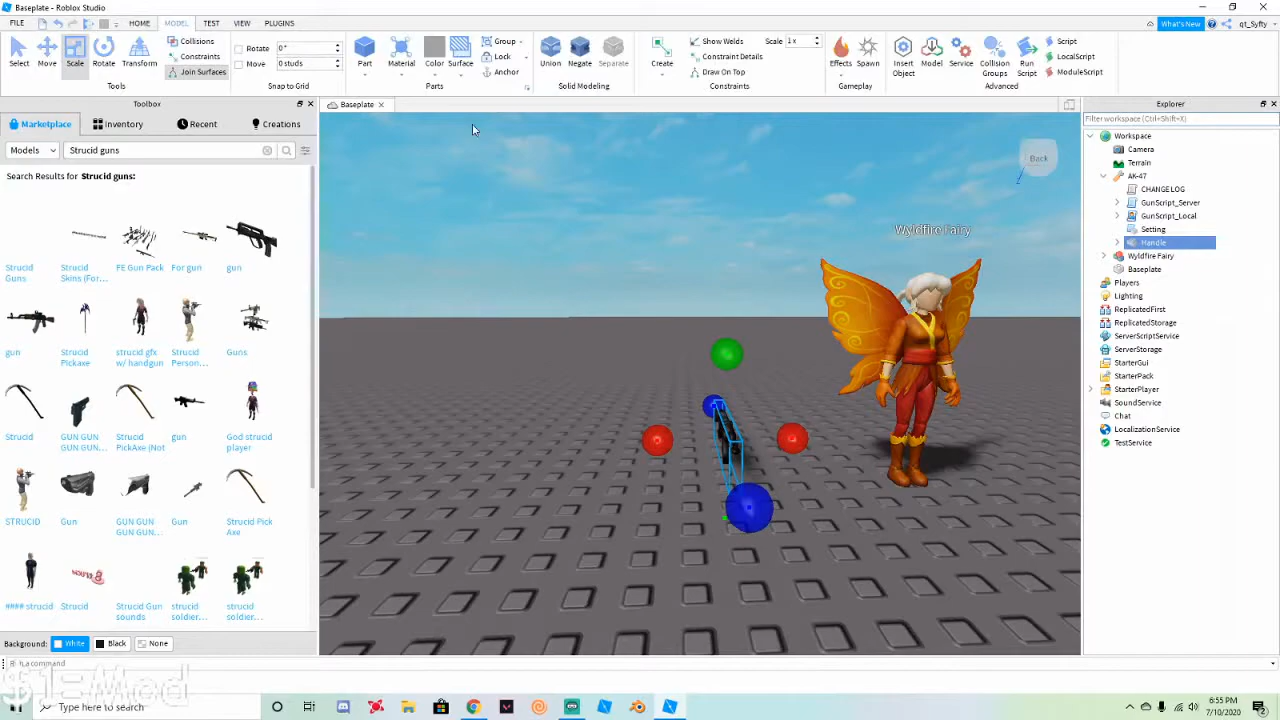 Baseplate - Roblox Studio
FILE HOME MODEL TEST VIEW PLUGINS What's New qt_Syfty
Select Move Scale Rotate Transform
Tools
Collisions
Constraints
Join Surfaces
Rotate 0°
Move 0 studs
Snap to Grid
Part Material Color Surface
Group
Lock
Anchor
Parts
Union Negate Separate
Solid Modeling
Create
Show Welds Scale 1 x
Constraint Details
Draw On Top
Constraints
Effects Spawn
Gameplay
Insert Object Model Service Collision Groups Run Script
Script
LocalScript
ModuleScript
Advanced
Toolbox
Marketplace Inventory Recent Creations
Models Strucid guns
Search Results for Strucid guns:
Strucid Guns
Strucid Skins (For...
FE Gun Pack
For gun
gun
gun
Strucid Pickaxe
strucid gfx w/ handgun
Strucid Person...
Guns
Strucid
GUN GUN GUN GUN...
Strucid PickAxe (Not
gun
God strucid player
STRUCID
Gun
GUN GUN GUN GUN...
Gun
Strucid Pick Axe
#### strucid
Strucid
Strucid Gun sounds
strucid soldier...
strucid soldier...
Background: White Black None
Baseplate
Back
Wyldfire Fairy
Explorer
Filter workspace (Ctrl+Shift+X)
Workspace
Camera
Terrain
AK-47
CHANGELOG
GunScript_Server
GunScript_Local
Setting
Handle
Wyldfire Fairy
Baseplate
Players
Lighting
ReplicatedFirst
ReplicatedStorage
ServerScriptService
ServerStorage
StarterGui
StarterPack
StarterPlayer
SoundService
Chat
LocalizationService
TestService
a command
$1=Mod
Type here to search
6:55 PM
7/10/2020
2